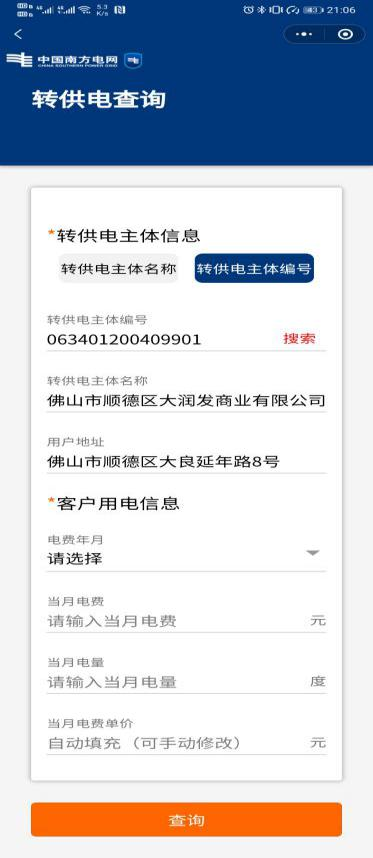 5.3
K/s
21:06
中国南方电网
CHINA SOUTHERN POWER GRID
转供电查询
*转供电主体信息
转供电主体名称 转供电主体编号
转供电主体编号
063401200409901 搜索
转供电主体名称
佛山市顺德区大润发商业有限公司
用户地址
佛山市顺德区大良延年路8号
*客户用电信息
电费年月
请选择
当月电费
请输入当月电费 元
当月电量
请输入当月电量 度
当月电费单价
自动填充（可手动修改） 元
查询